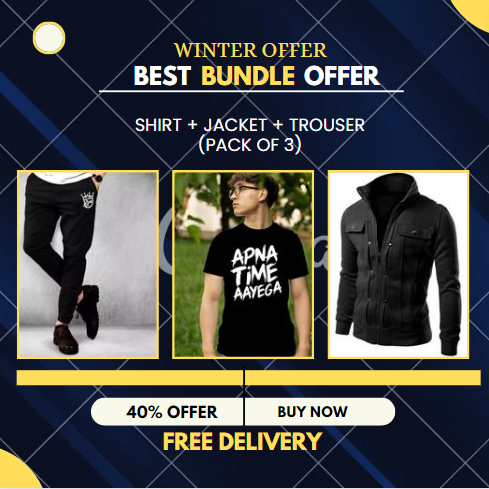 WINTER OFFER
BEST BUNDLE OFFER
SHIRT + JACKET + TROUSER
(PACK OF 3)
APNA
TiME
AAYEGA
40% OFFER
BUY NOW
FREE DELIVERY